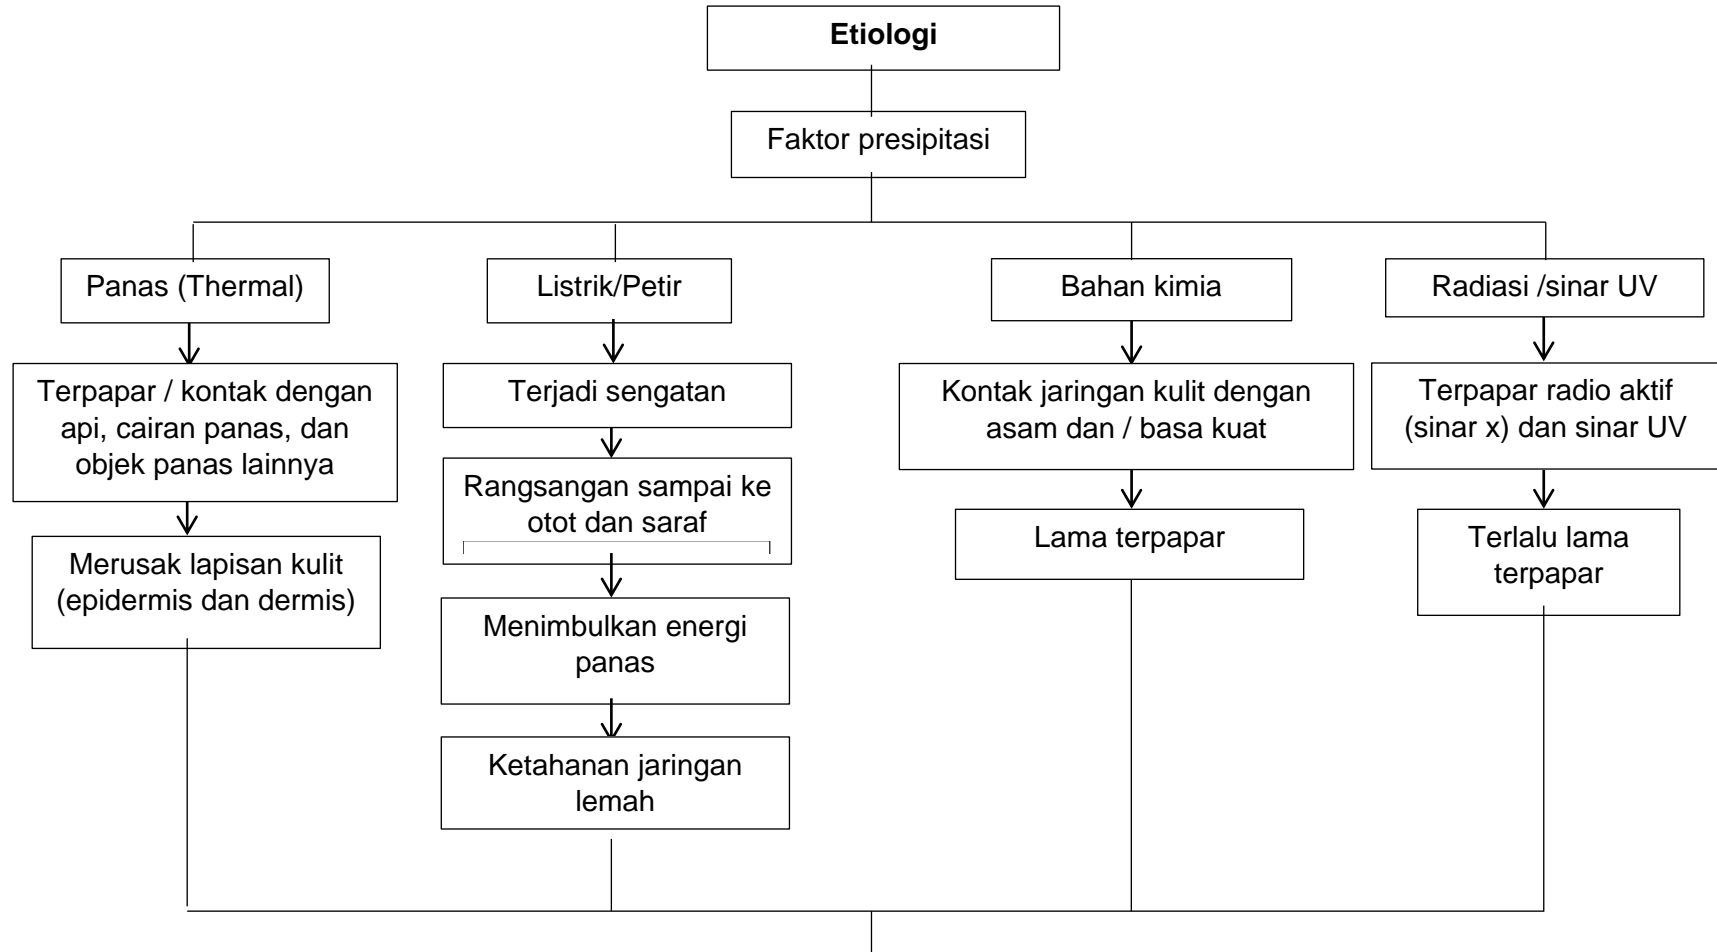 Etiologi
Faktor presipitasi
Panas (Thermal)
Listrik/Petir
Bahan kimia
Radiasi /sinar UV
Terpapar / kontak dengan
api, cairan panas, dan
objek panas lainnya
Terjadi sengatan
Kontak jaringan kulit dengan
asam dan / basa kuat
Terpapar radio aktif
(sinar x) dan sinar UV
Rangsangan sampai ke
otot dan saraf
Lama terpapar
Terlalu lama
terpapar
Merusak lapisan kulit
(epidermis dan dermis)
Menimbulkan energi
panas
Ketahanan jaringan
lemah